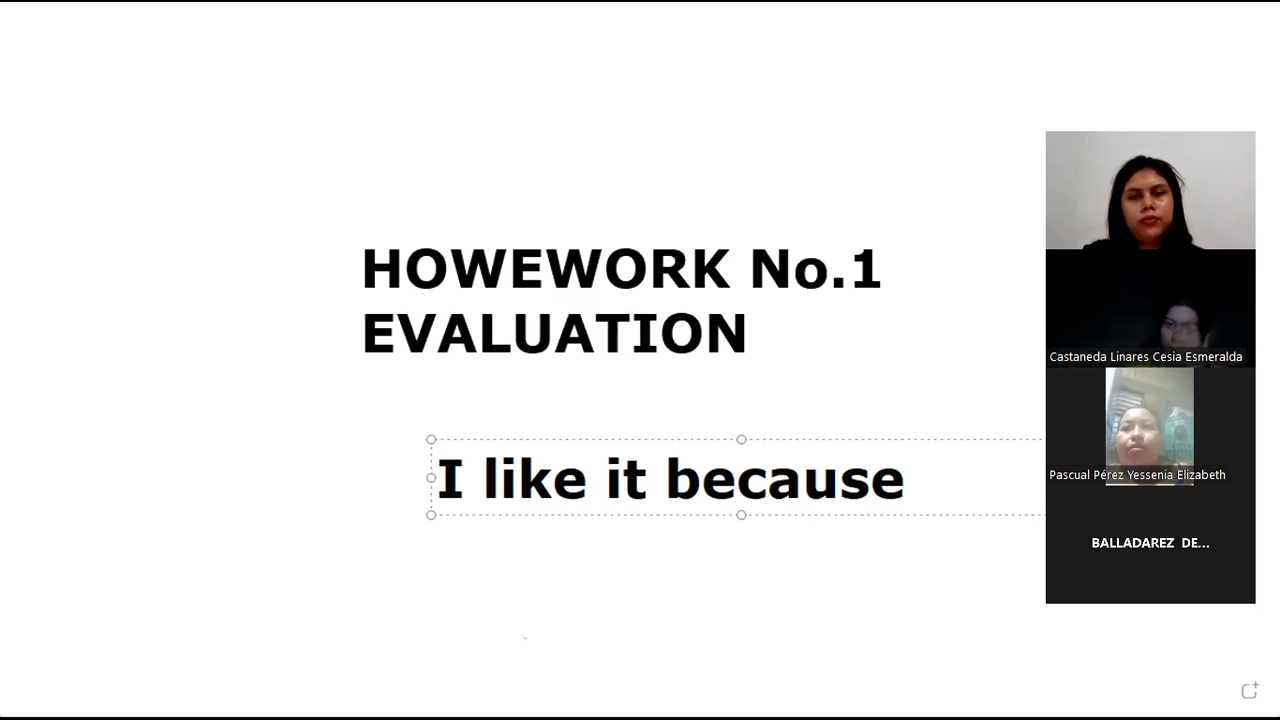 HOWEWORK No.1
EVALUATION
I like it because
Castaneda Linares Cesia Esmeralda
Pascual Pérez Yessenia Elizabeth
BALLADAREZ DE...